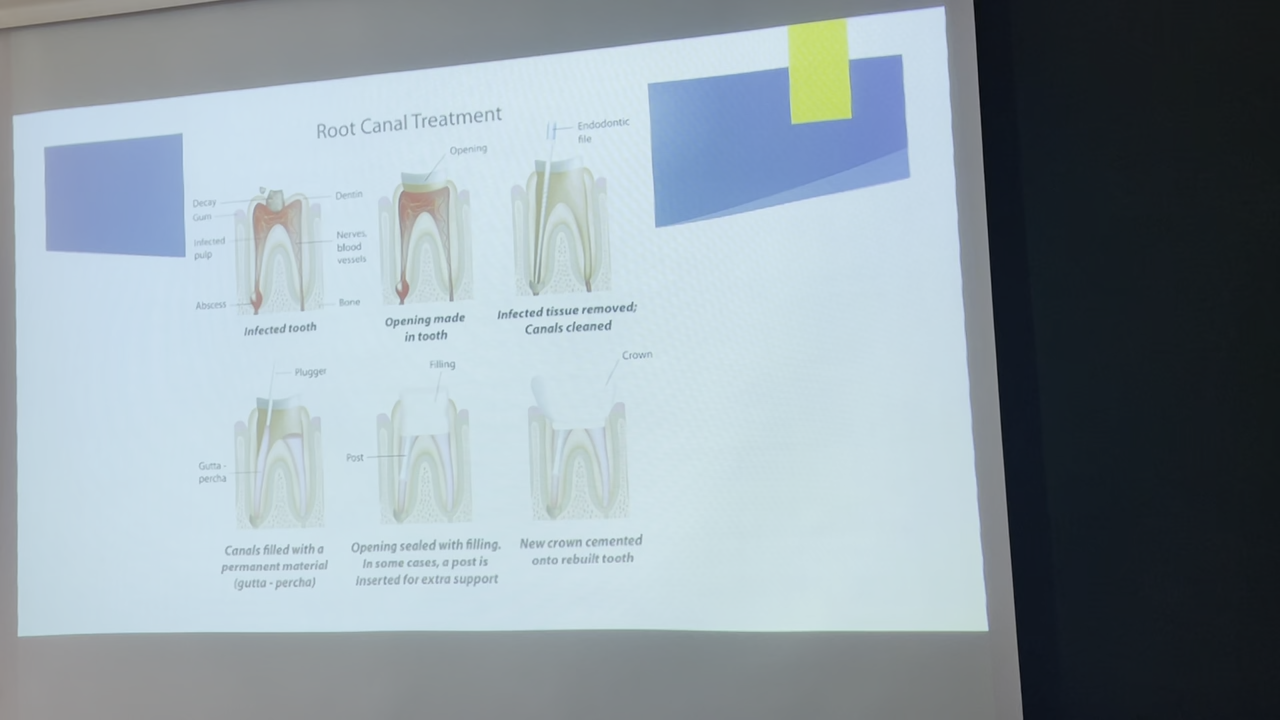 Root Canal Treatment
Decay
Gum
Infected
pulp
Abscess
Dentin
Nerves,
blood
vessels
Bone
Infected tooth
Opening
Opening made
in tooth
Endodontic
file
Infected tissue removed;
Canals cleaned
Plugger
Gutta -
percha
Canals filled with a
permanent material
(gutta - percha)
Filling
Post
Opening sealed with filling.
In some cases, a post is
inserted for extra support
Crown
New crown cemented
onto rebuilt tooth